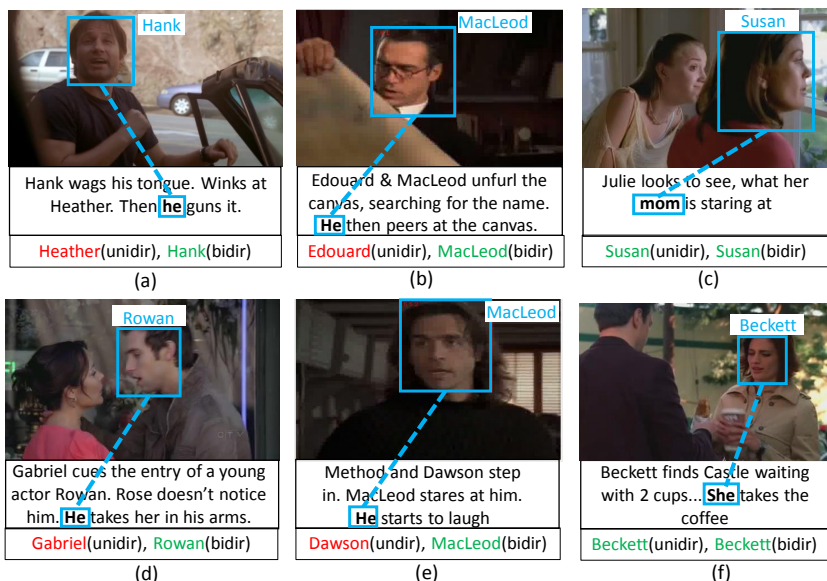 Hank
Hank wags his tongue. Winks at
Heather. Then he guns it.
Heather(unidir), Hank(bidir)
(a)
MacLeod
Edouard & MacLeod unfurl the
canvas, searching for the name.
He then peers at the canvas.
Edouard(unidir), MacLeod(bidir)
(b)
Susan
Julie looks to see, what her
mom is staring at
Susan(unidir), Susan(bidir)
(c)
Rowan
Gabriel cues the entry of a young
actor Rowan. Rose doesn't notice
him. He takes her in his arms.
Gabriel(unidir), Rowan(bidir)
(d)
MacLeod
Method and Dawson step
in. MacLeod stares at him.
He starts to laugh
Dawson(undir), MacLeod(bidir)
(e)
Beckett
Beckett finds Castle waiting
with 2 cups... She takes the
coffee
Beckett(unidir), Beckett(bidir)
(f)